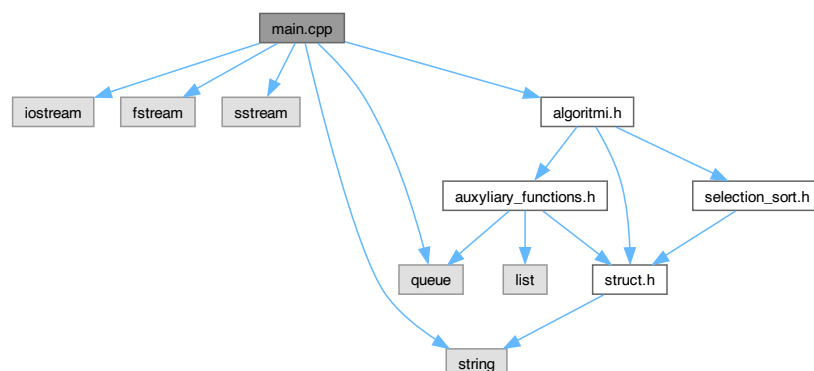 main.cpp
iostream
fstream
sstream
algoritmi.h
auxyliary_functions.h
selection_sort.h
queue
list
struct.h
string